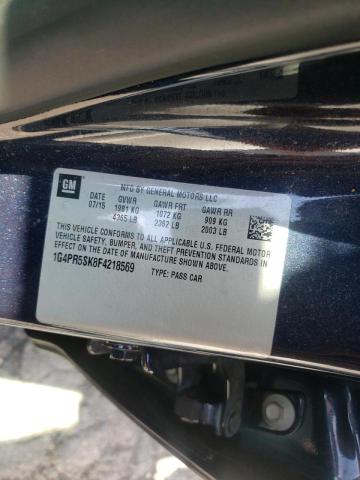 GM
MFD BY GENERAL MOTORS LLC
DATE GVWR GAWR FRT GAWR RR
07/15 1981 KG 1072 KG 909 KG
4365 LB 2362 LB 2003 LB
THIS VEHICLE CONFORMS TO ALL APPLICABLE U.S. FEDERAL MOTOR
VEHICLE SAFETY, BUMPER, AND THEFT PREVENTION STANDARDS
IN EFFECT ON THE DATE OF MANUFACTURE SHOWN ABOVE.
1G4PR5SK8F4218569 TYPE: PASS CAR